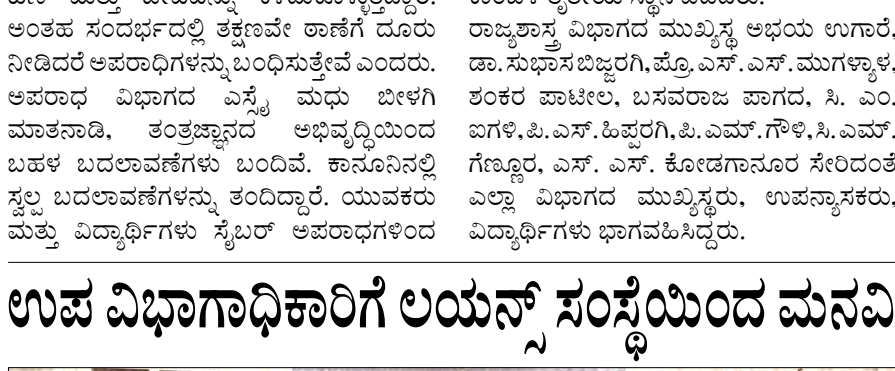 ಅಂತಹ ಸಂದರ್ಭದಲ್ಲಿ ತಕ್ಷಣವೇ ಠಾಣೆಗೆ ದೂರು
ನೀಡಿದರೆ ಅಪರಾಧಿಗಳನ್ನು ಬಂಧಿಸುತ್ತೇವೆ ಎಂದರು.
ಅಪರಾಧ ವಿಭಾಗದ ಎಸ್ಸೈ ಮಧು ಬೀಳಗಿ
ಮಾತನಾಡಿ, ತಂತ್ರಜ್ಞಾನದ ಅಭಿವೃದ್ಧಿಯಿಂದ
ಬಹಳ ಬದಲಾವಣೆಗಳು ಬಂದಿವೆ. ಕಾನೂನಿನಲ್ಲಿ
ಸ್ವಲ್ಪ ಬದಲಾವಣೆಗಳನ್ನು ತಂದಿದ್ದಾರೆ. ಯುವಕರು
ಮತ್ತು ವಿದ್ಯಾರ್ಥಿಗಳು ಸೈಬರ್ ಅಪರಾಧಗಳಿಂದ
ರಾಜ್ಯಶಾಸ್ತ್ರ ವಿಭಾಗದ ಮುಖ್ಯಸ್ಥ ಅಭಯ ಉಗಾರೆ,
ಡಾ.ಸುಭಾಸ ಬಿಜ್ಜರಗಿ, ಪ್ರೊ.ಎಸ್.ಎಸ್.ಮುಗಳ್ಯಾಳ,
ಶಂಕರ ಪಾಟೀಲ, ಬಸವರಾಜ ಪಾಗದ, ಸಿ. ಎಂ.
ಐಗಳಿ,ಪಿ.ಎಸ್.ಹಿಪ್ಪರಗಿ,ಪಿ.ಎಮ್.ಗೌಳಿ,ಸಿ.ಎಮ್.
ಗೆಣ್ಣೂರ, ಎಸ್. ಎಸ್. ಕೋಡಗಾನೂರ ಸೇರಿದಂತೆ
ಎಲ್ಲಾ ವಿಭಾಗದ ಮುಖ್ಯಸ್ಥರು, ಉಪನ್ಯಾಸಕರು,
ವಿದ್ಯಾರ್ಥಿಗಳು ಭಾಗವಹಿಸಿದ್ದರು.
ಉಪ ವಿಭಾಗಾಧಿಕಾರಿಗೆ ಲಯನ್ಸ್ ಸಂಸ್ಥೆಯಿಂದ ಮನವಿ